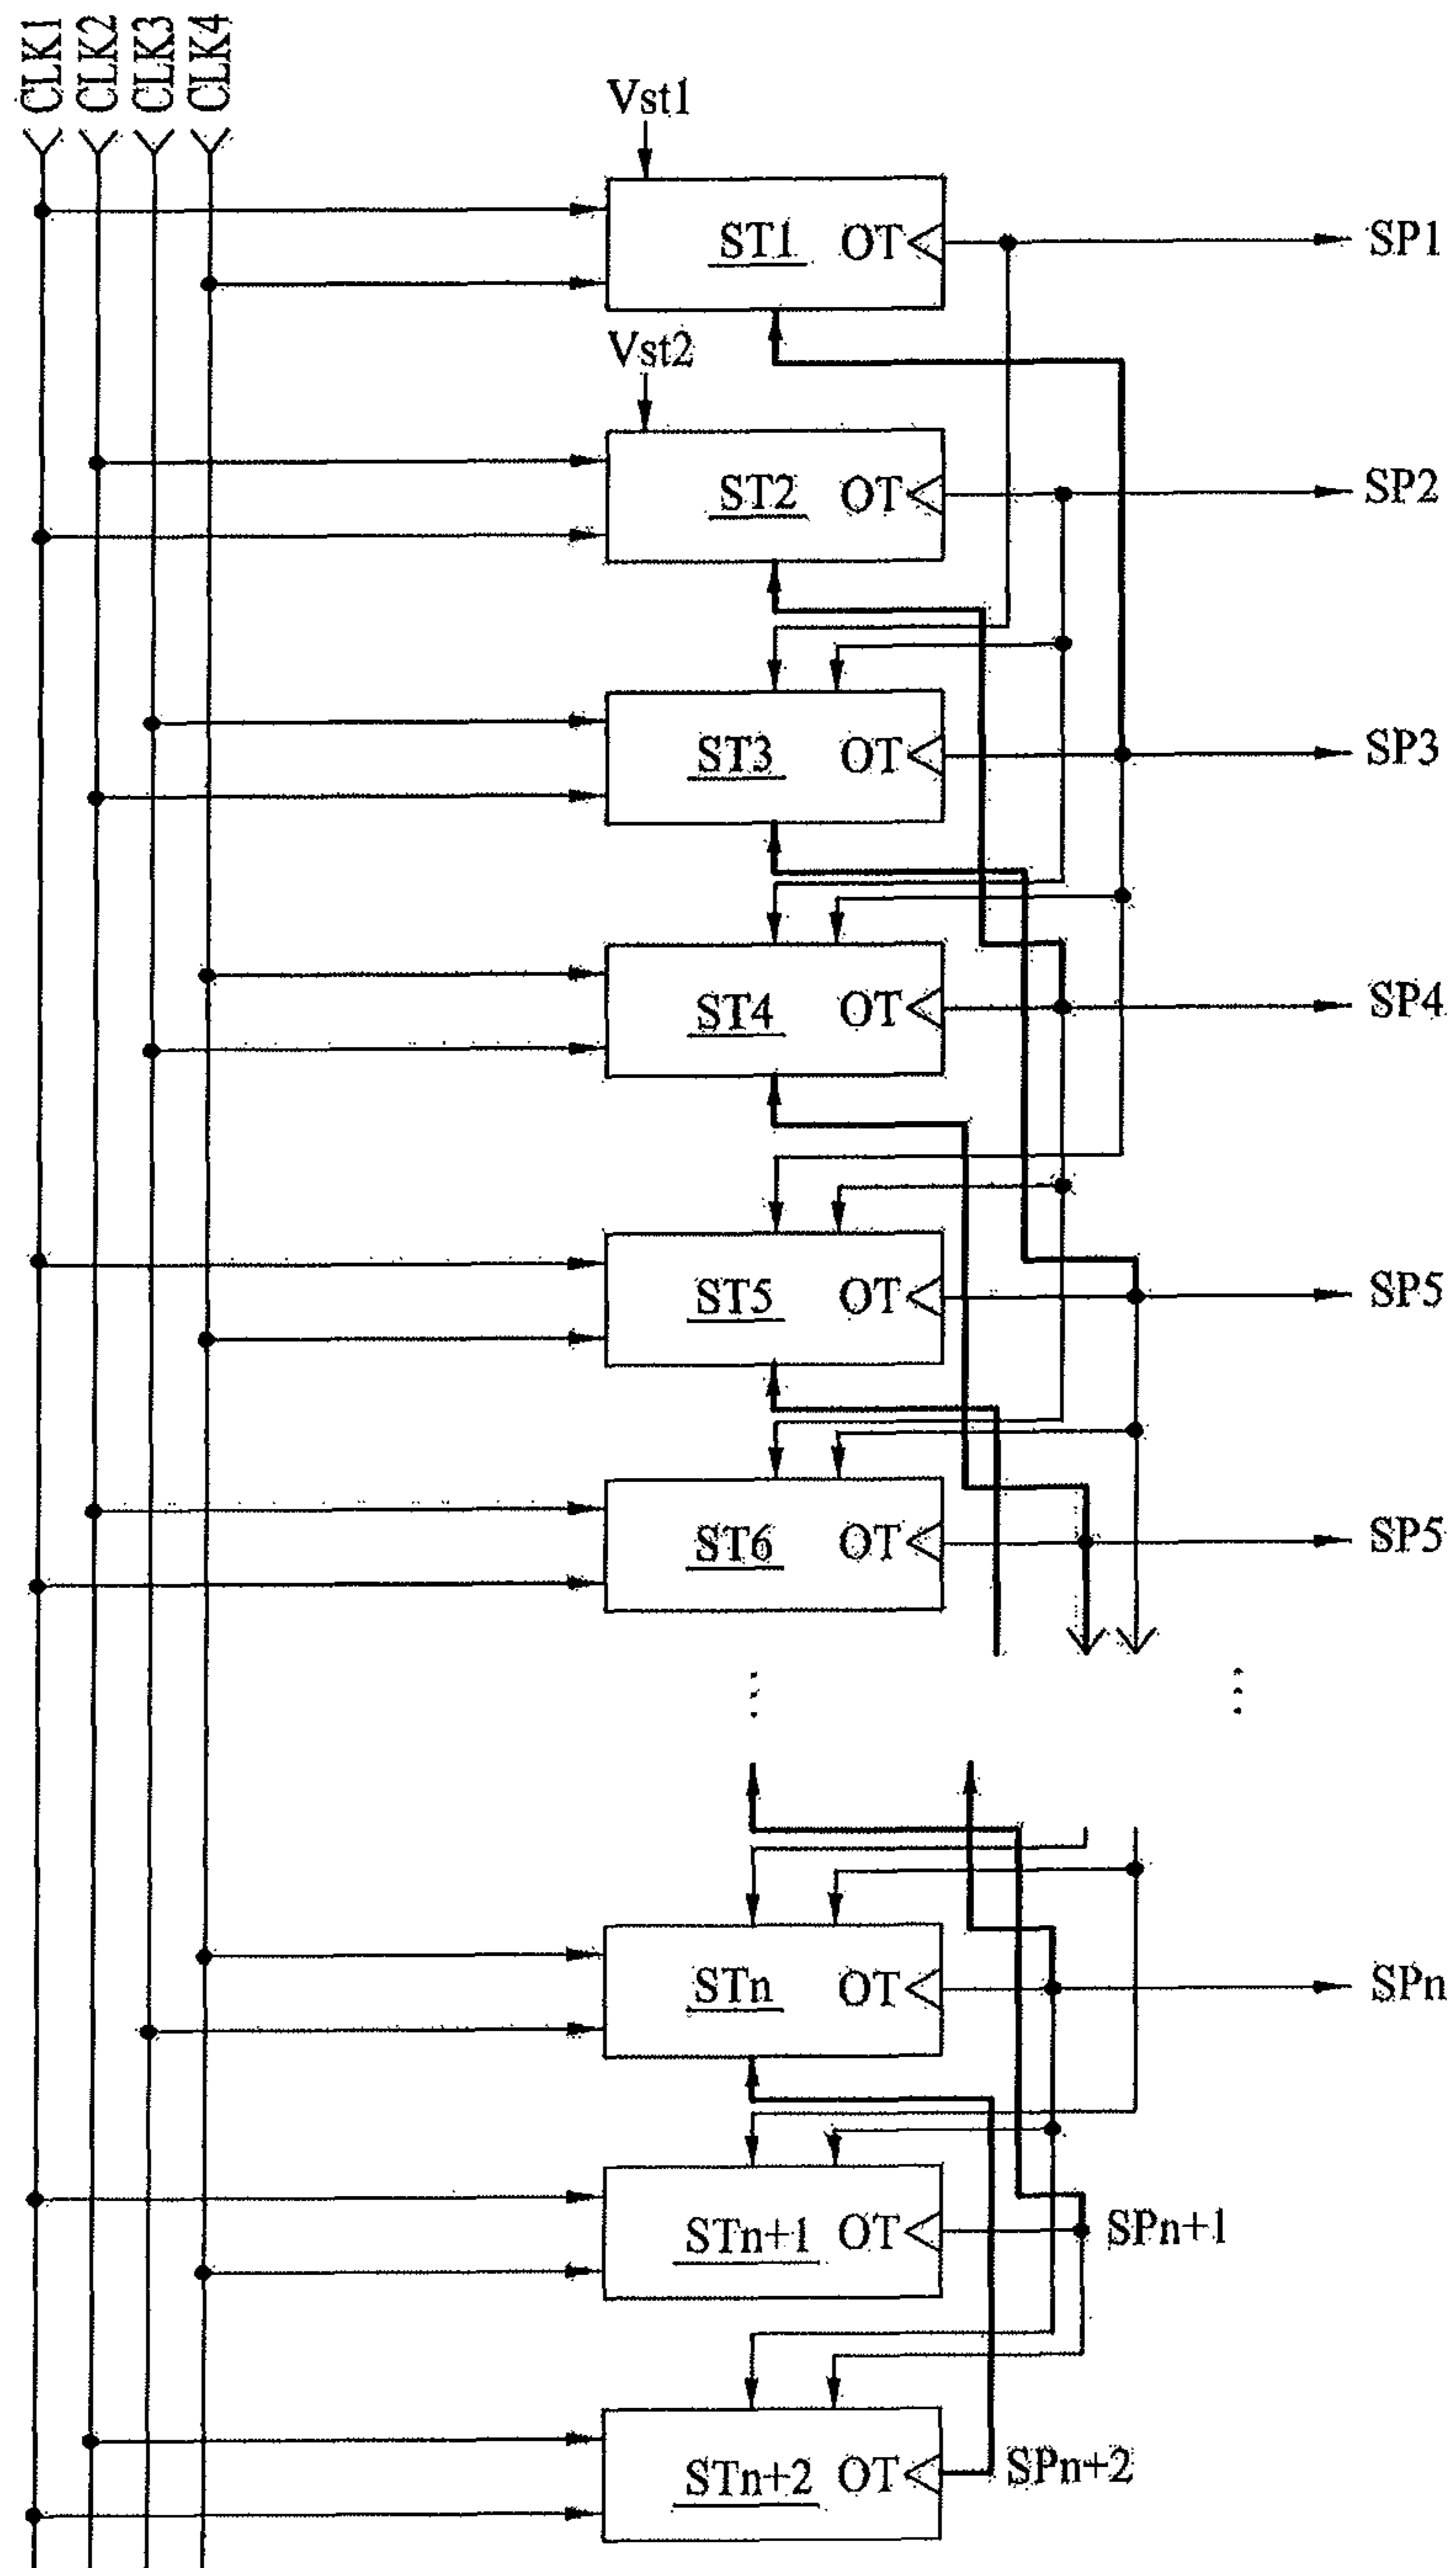 CLK1
CLK2
CLK3
CLK4
Vst1
ST1 OT SP1
Vst2
ST2 OT SP2
ST3 OT SP3
ST4 OT SP4
ST5 OT SP5
ST6 OT SP5
STn OT SPn
STn+1 OT SPn+1
STn+2 OT SPn+2